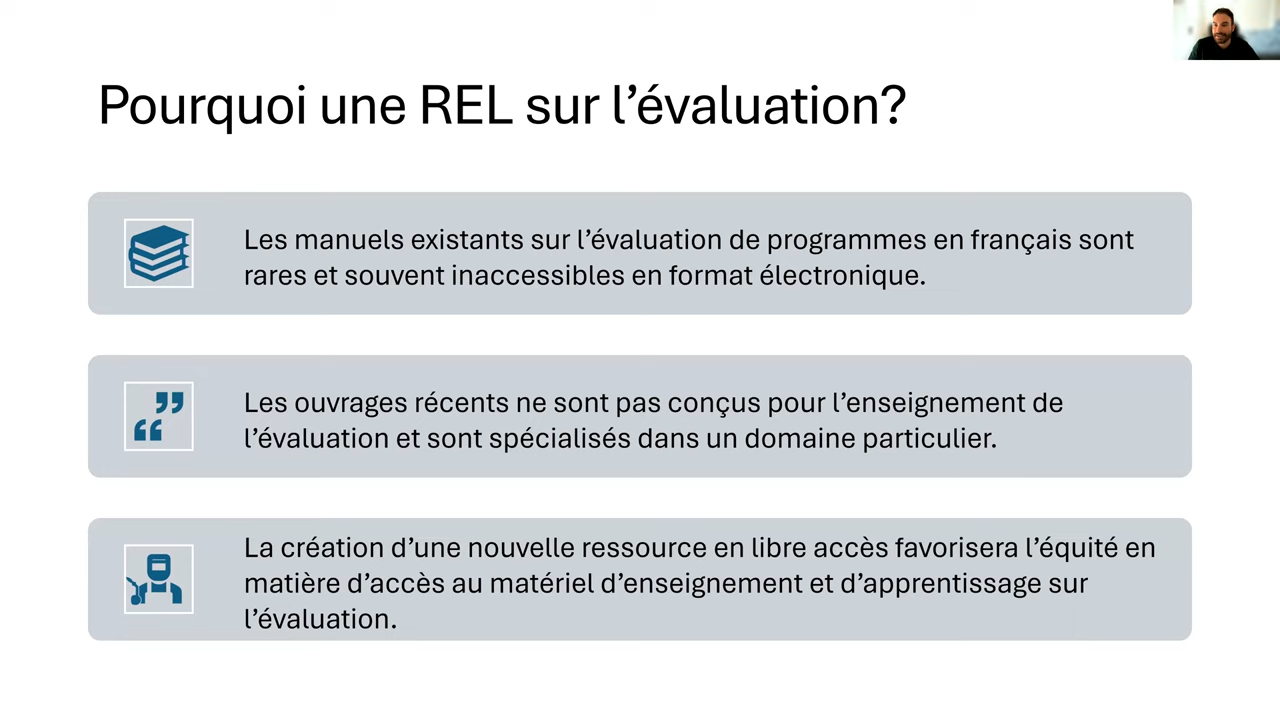 Pourquoi une REL sur l’évaluation?
Les manuels existants sur l’évaluation de programmes en français sont
rares et souvent inaccessibles en format électronique.
Les ouvrages récents ne sont pas conçus pour l’enseignement de
l’évaluation et sont spécialisés dans un domaine particulier.
La création d’une nouvelle ressource en libre accès favorisera l’équité en
matière d’accès au matériel d’enseignement et d’apprentissage sur
l’évaluation.